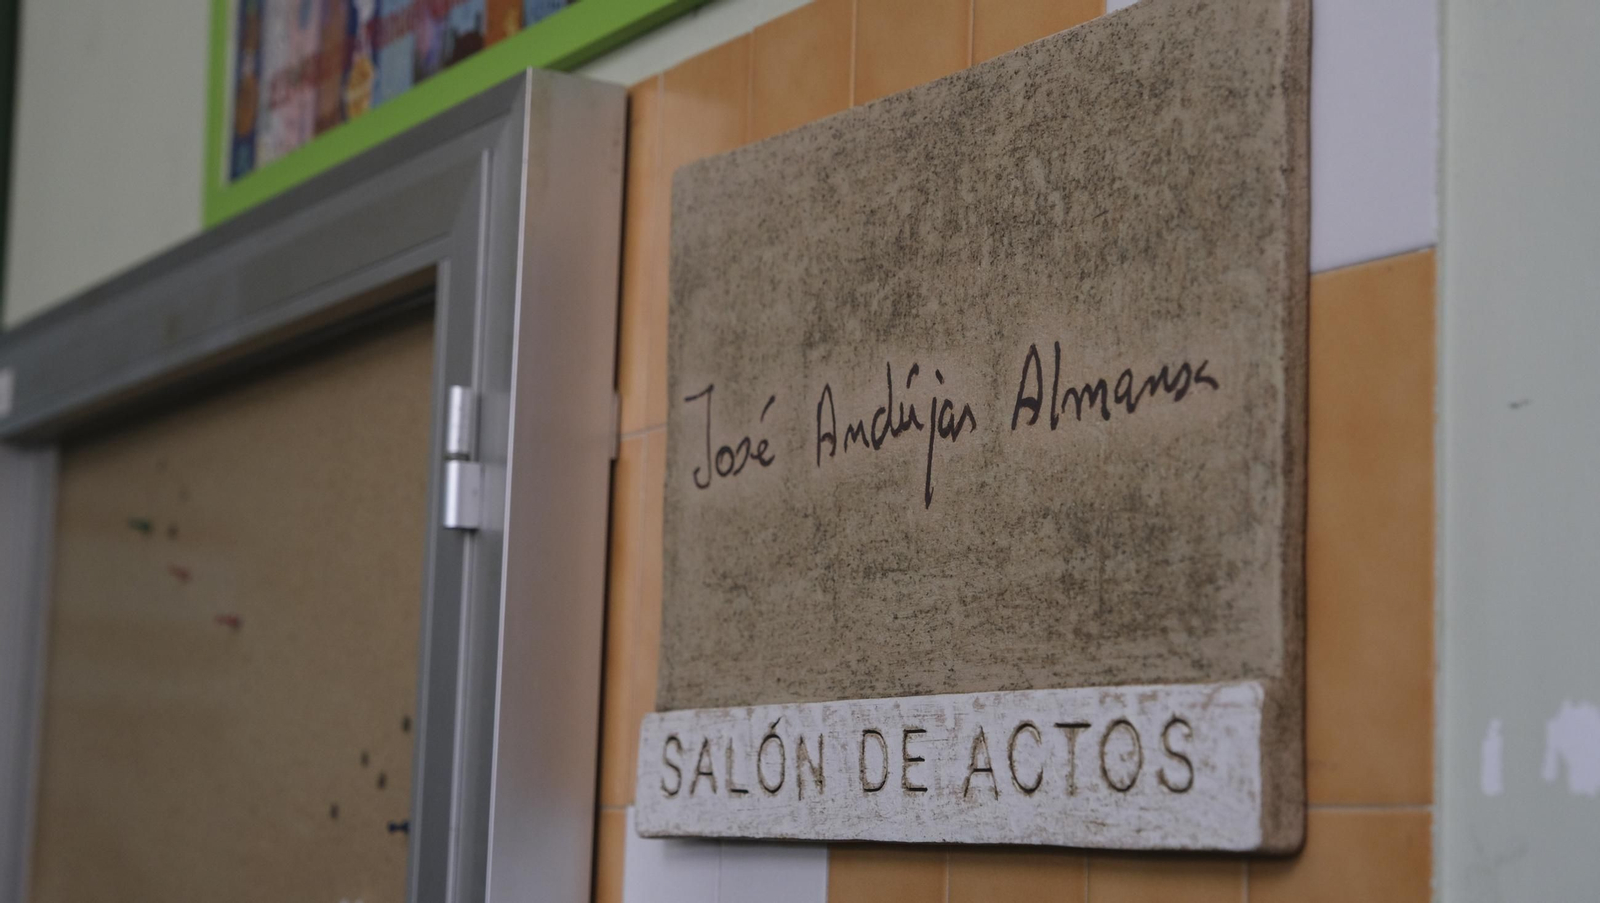 José Andújar Almansa
SALÓN DE ACTOS